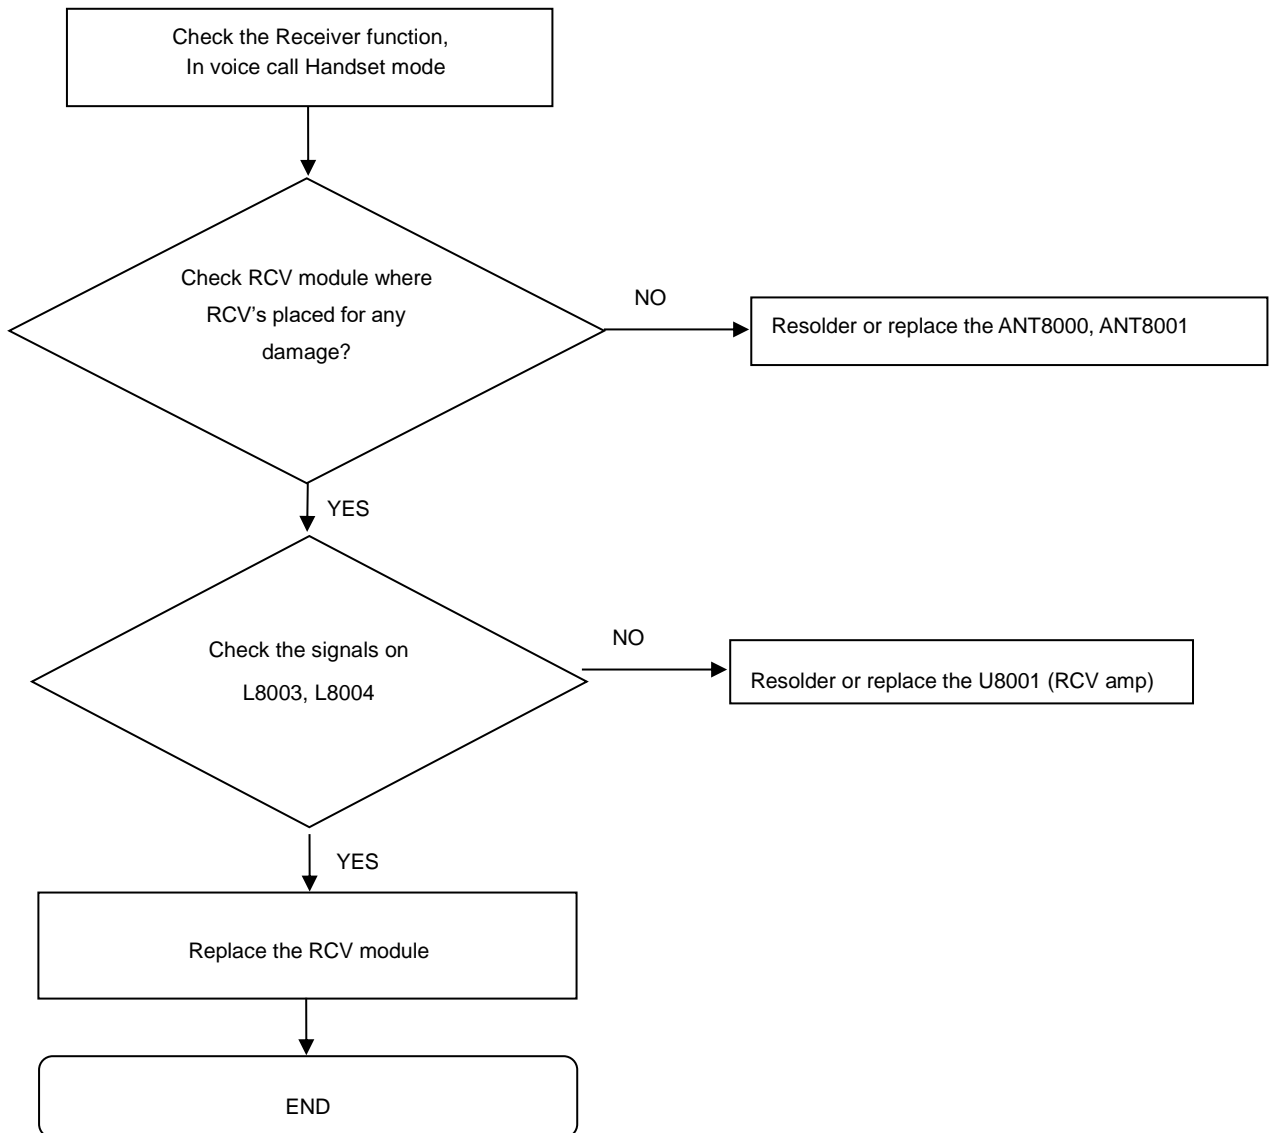 Check the Receiver function,
In voice call Handset mode
Check RCV module where
RCV’s placed for any
damage?
NO
Resolder or replace the ANT8000, ANT8001
YES
Check the signals on
L8003, L8004
NO
Resolder or replace the U8001 (RCV amp)
YES
Replace the RCV module
END